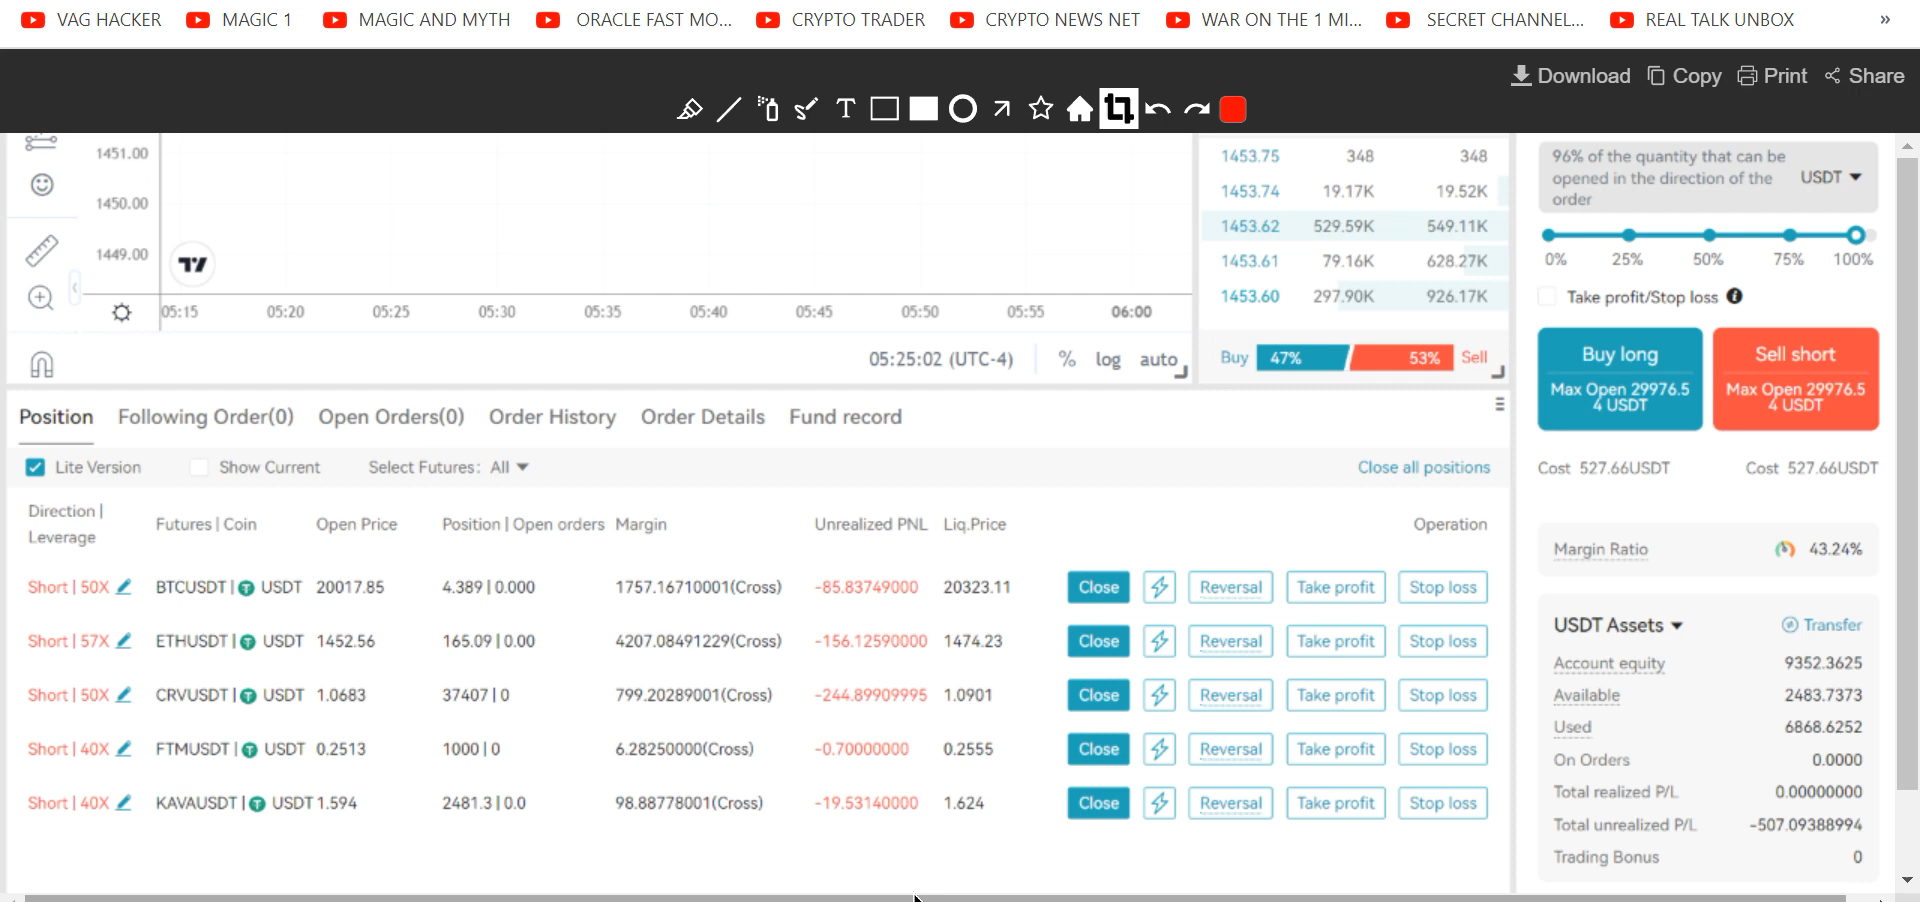 VAG HACKER MAGIC 1 MAGIC AND MYTH ORACLE FAST MO... CRYPTO TRADER CRYPTO NEWS NET WAR ON THE 1 MI... SECRET CHANNEL... REAL TALK UNBOX »
Download Copy Print Share
T
1451.00
1450.00
1449.00
05:15 05:20 05:25 05:30 05:35 05:40 05:45 05:50 05:55 06:00
05:25:02 (UTC-4) % log auto
1453.75 348 348
1453.74 19.17K 19.52K
1453.62 529.59K 549.11K
1453.61 79.16K 628.27K
1453.60 297.90K 926.17K
Buy 47% 53% Sell
96% of the quantity that can be
opened in the direction of the
order
USDT
0% 25% 50% 75% 100%
Take profit/Stop loss
Buy long
Max Open 29976.5
4 USDT
Sell short
Max Open 29976.5
4 USDT
Cost 527.66USDT Cost 527.66USDT
Position Following Order(0) Open Orders(0) Order History Order Details Fund record
Lite Version Show Current Select Futures: All Close all positions
Direction |
Leverage
Futures | Coin Open Price Position | Open orders Margin Unrealized PNL Liq.Price Operation
Short | 50X BTCUSDT | USDT 20017.85 4.389 | 0.000 1757.16710001(Cross) -85.83749000 20323.11 Close Reversal Take profit Stop loss
Short | 57X ETHUSDT | USDT 1452.56 165.09 | 0.00 4207.08491229(Cross) -156.12590000 1474.23 Close Reversal Take profit Stop loss
Short | 50X CRVUSDT | USDT 1.0683 37407 | 0 799.20289001(Cross) -244.89909995 1.0901 Close Reversal Take profit Stop loss
Short | 40X FTMUSDT | USDT 0.2513 1000 | 0 6.28250000(Cross) -0.70000000 0.2555 Close Reversal Take profit Stop loss
Short | 40X KAVAUSDT | USDT 1.594 2481.3 | 0.0 98.88778001(Cross) -19.53140000 1.624 Close Reversal Take profit Stop loss
Margin Ratio 43.24%
USDT Assets Transfer
Account equity 9352.3625
Available 2483.7373
Used 6868.6252
On Orders 0.0000
Total realized P/L 0.00000000
Total unrealized P/L -507.09388994
Trading Bonus 0